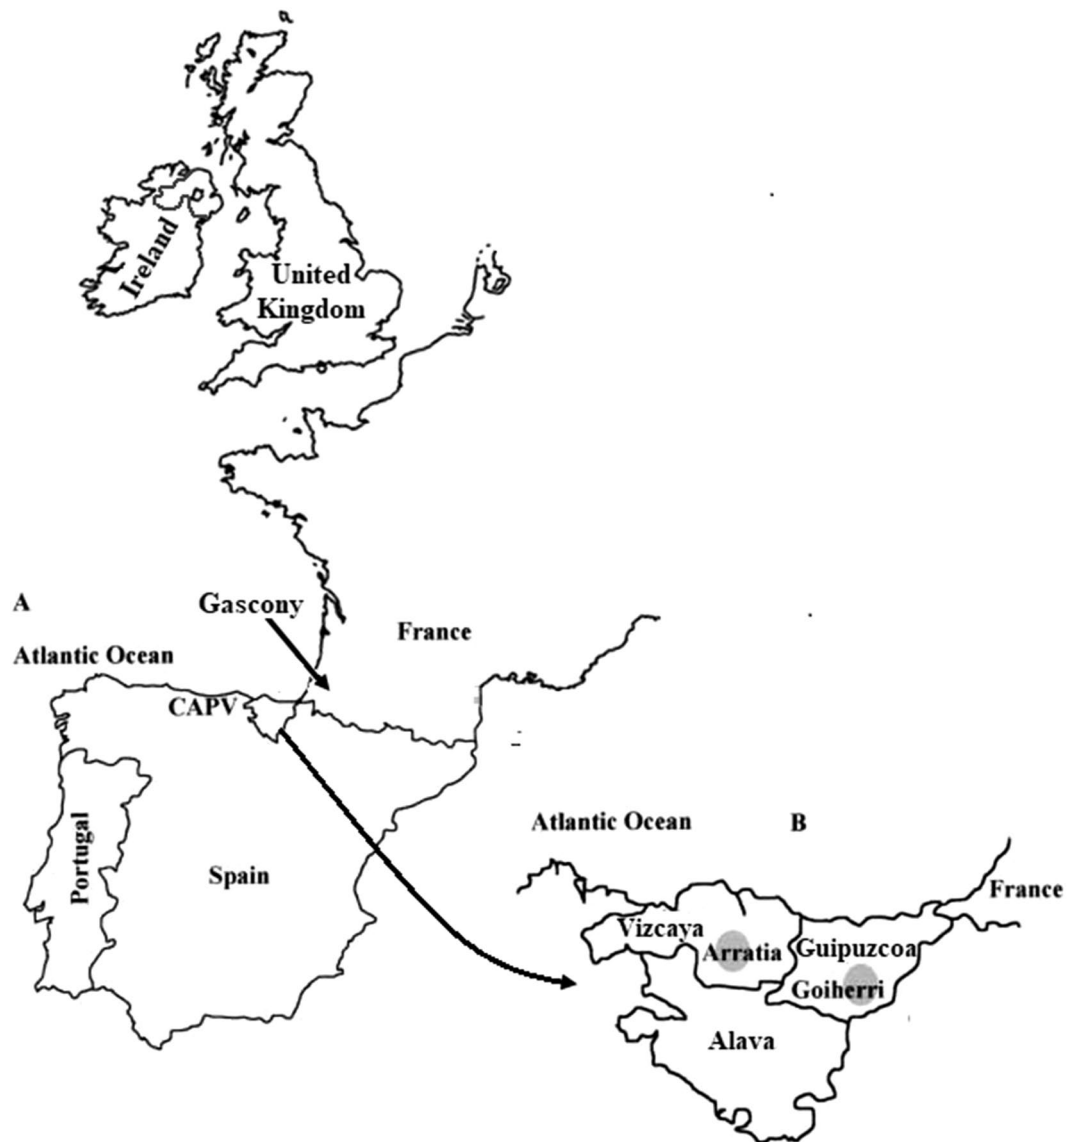 Ireland
United
Kingdom
A
Gascony
France
Atlantic Ocean
CAPV
Portugal
Spain
Atlantic Ocean
B
France
Vizcaya
Arratia
Guipuzcoa
Goiherri
Alava